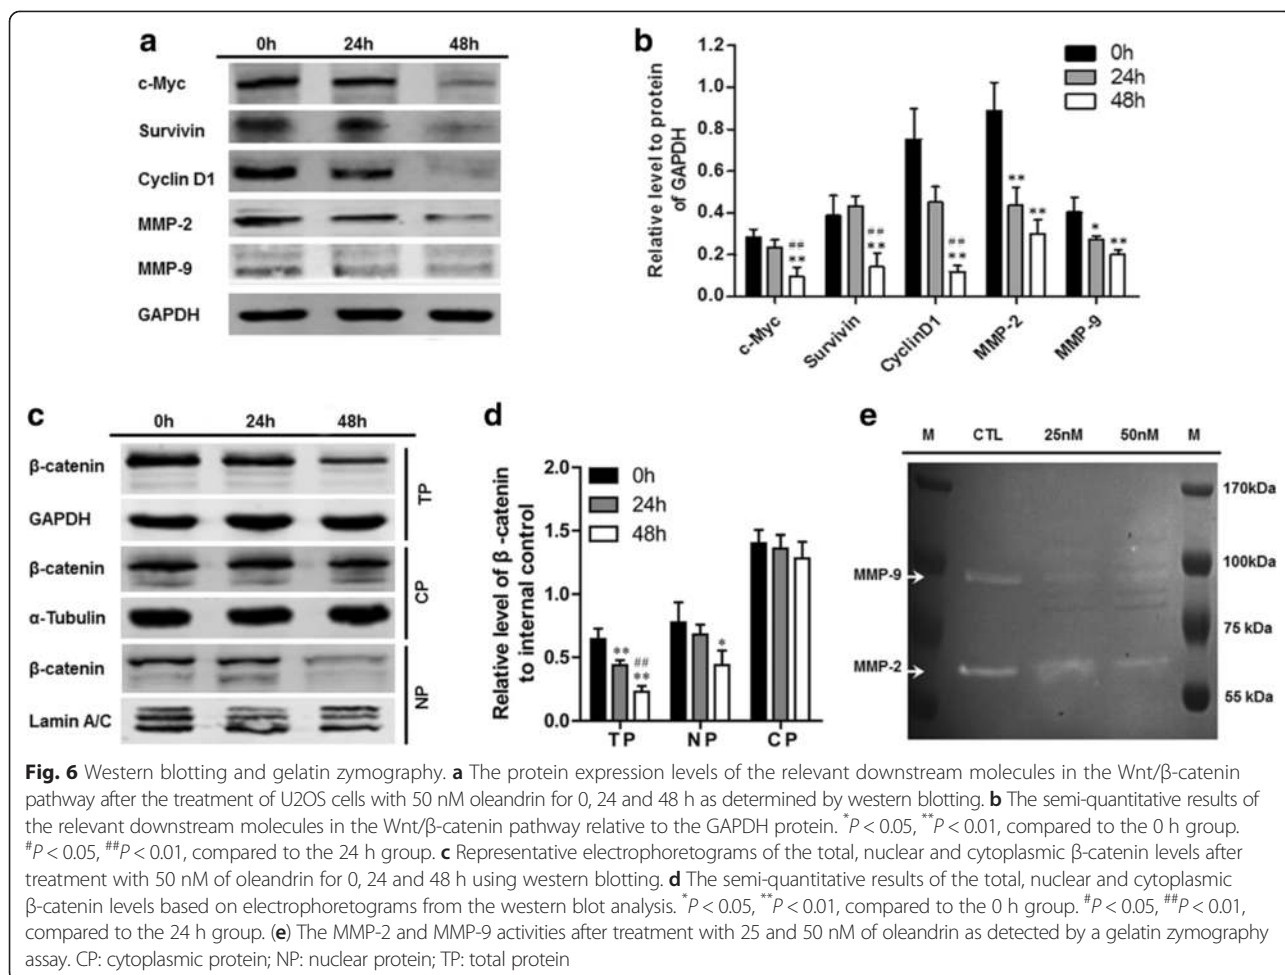 a
0h 24h 48h
c-Myc
Survivin
Cyclin D1
MMP-2
MMP-9
GAPDH
b
Relative level to protein
of GAPDH
1.2
1.0
0.8
0.6
0.4
0.2
0.0
0h
24h
48h
## ** ## ** ## ** ** ** * **
c-Myc Survivin CyclinD1 MMP-2 MMP-9
c
0h 24h 48h
β-catenin
GAPDH
TP
β-catenin
α-Tubulin
CP
β-catenin
Lamin A/C
NP
d
Relative level of β -catenin
to internal control
2.0
1.5
1.0
0.5
0.0
0h
24h
48h
** ## ** *
TP NP CP
e
M CTL 25nM 50nM M
170kDa
100kDa
MMP-9
75 kDa
MMP-2
55 kDa
Fig. 6 Western blotting and gelatin zymography. a The protein expression levels of the relevant downstream molecules in the Wnt/β-catenin
pathway after the treatment of U2OS cells with 50 nM oleandrin for 0, 24 and 48 h as determined by western blotting. b The semi-quantitative results of
the relevant downstream molecules in the Wnt/β-catenin pathway relative to the GAPDH protein. *P < 0.05, **P < 0.01, compared to the 0 h group.
#P < 0.05, ##P < 0.01, compared to the 24 h group. c Representative electrophoretograms of the total, nuclear and cytoplasmic β-catenin levels after
treatment with 50 nM of oleandrin for 0, 24 and 48 h using western blotting. d The semi-quantitative results of the total, nuclear and cytoplasmic
β-catenin levels based on electrophoretograms from the western blot analysis. *P < 0.05, **P < 0.01, compared to the 0 h group. #P < 0.05, ##P < 0.01,
compared to the 24 h group. (e) The MMP-2 and MMP-9 activities after treatment with 25 and 50 nM of oleandrin as detected by a gelatin zymography
assay. CP: cytoplasmic protein; NP: nuclear protein; TP: total protein